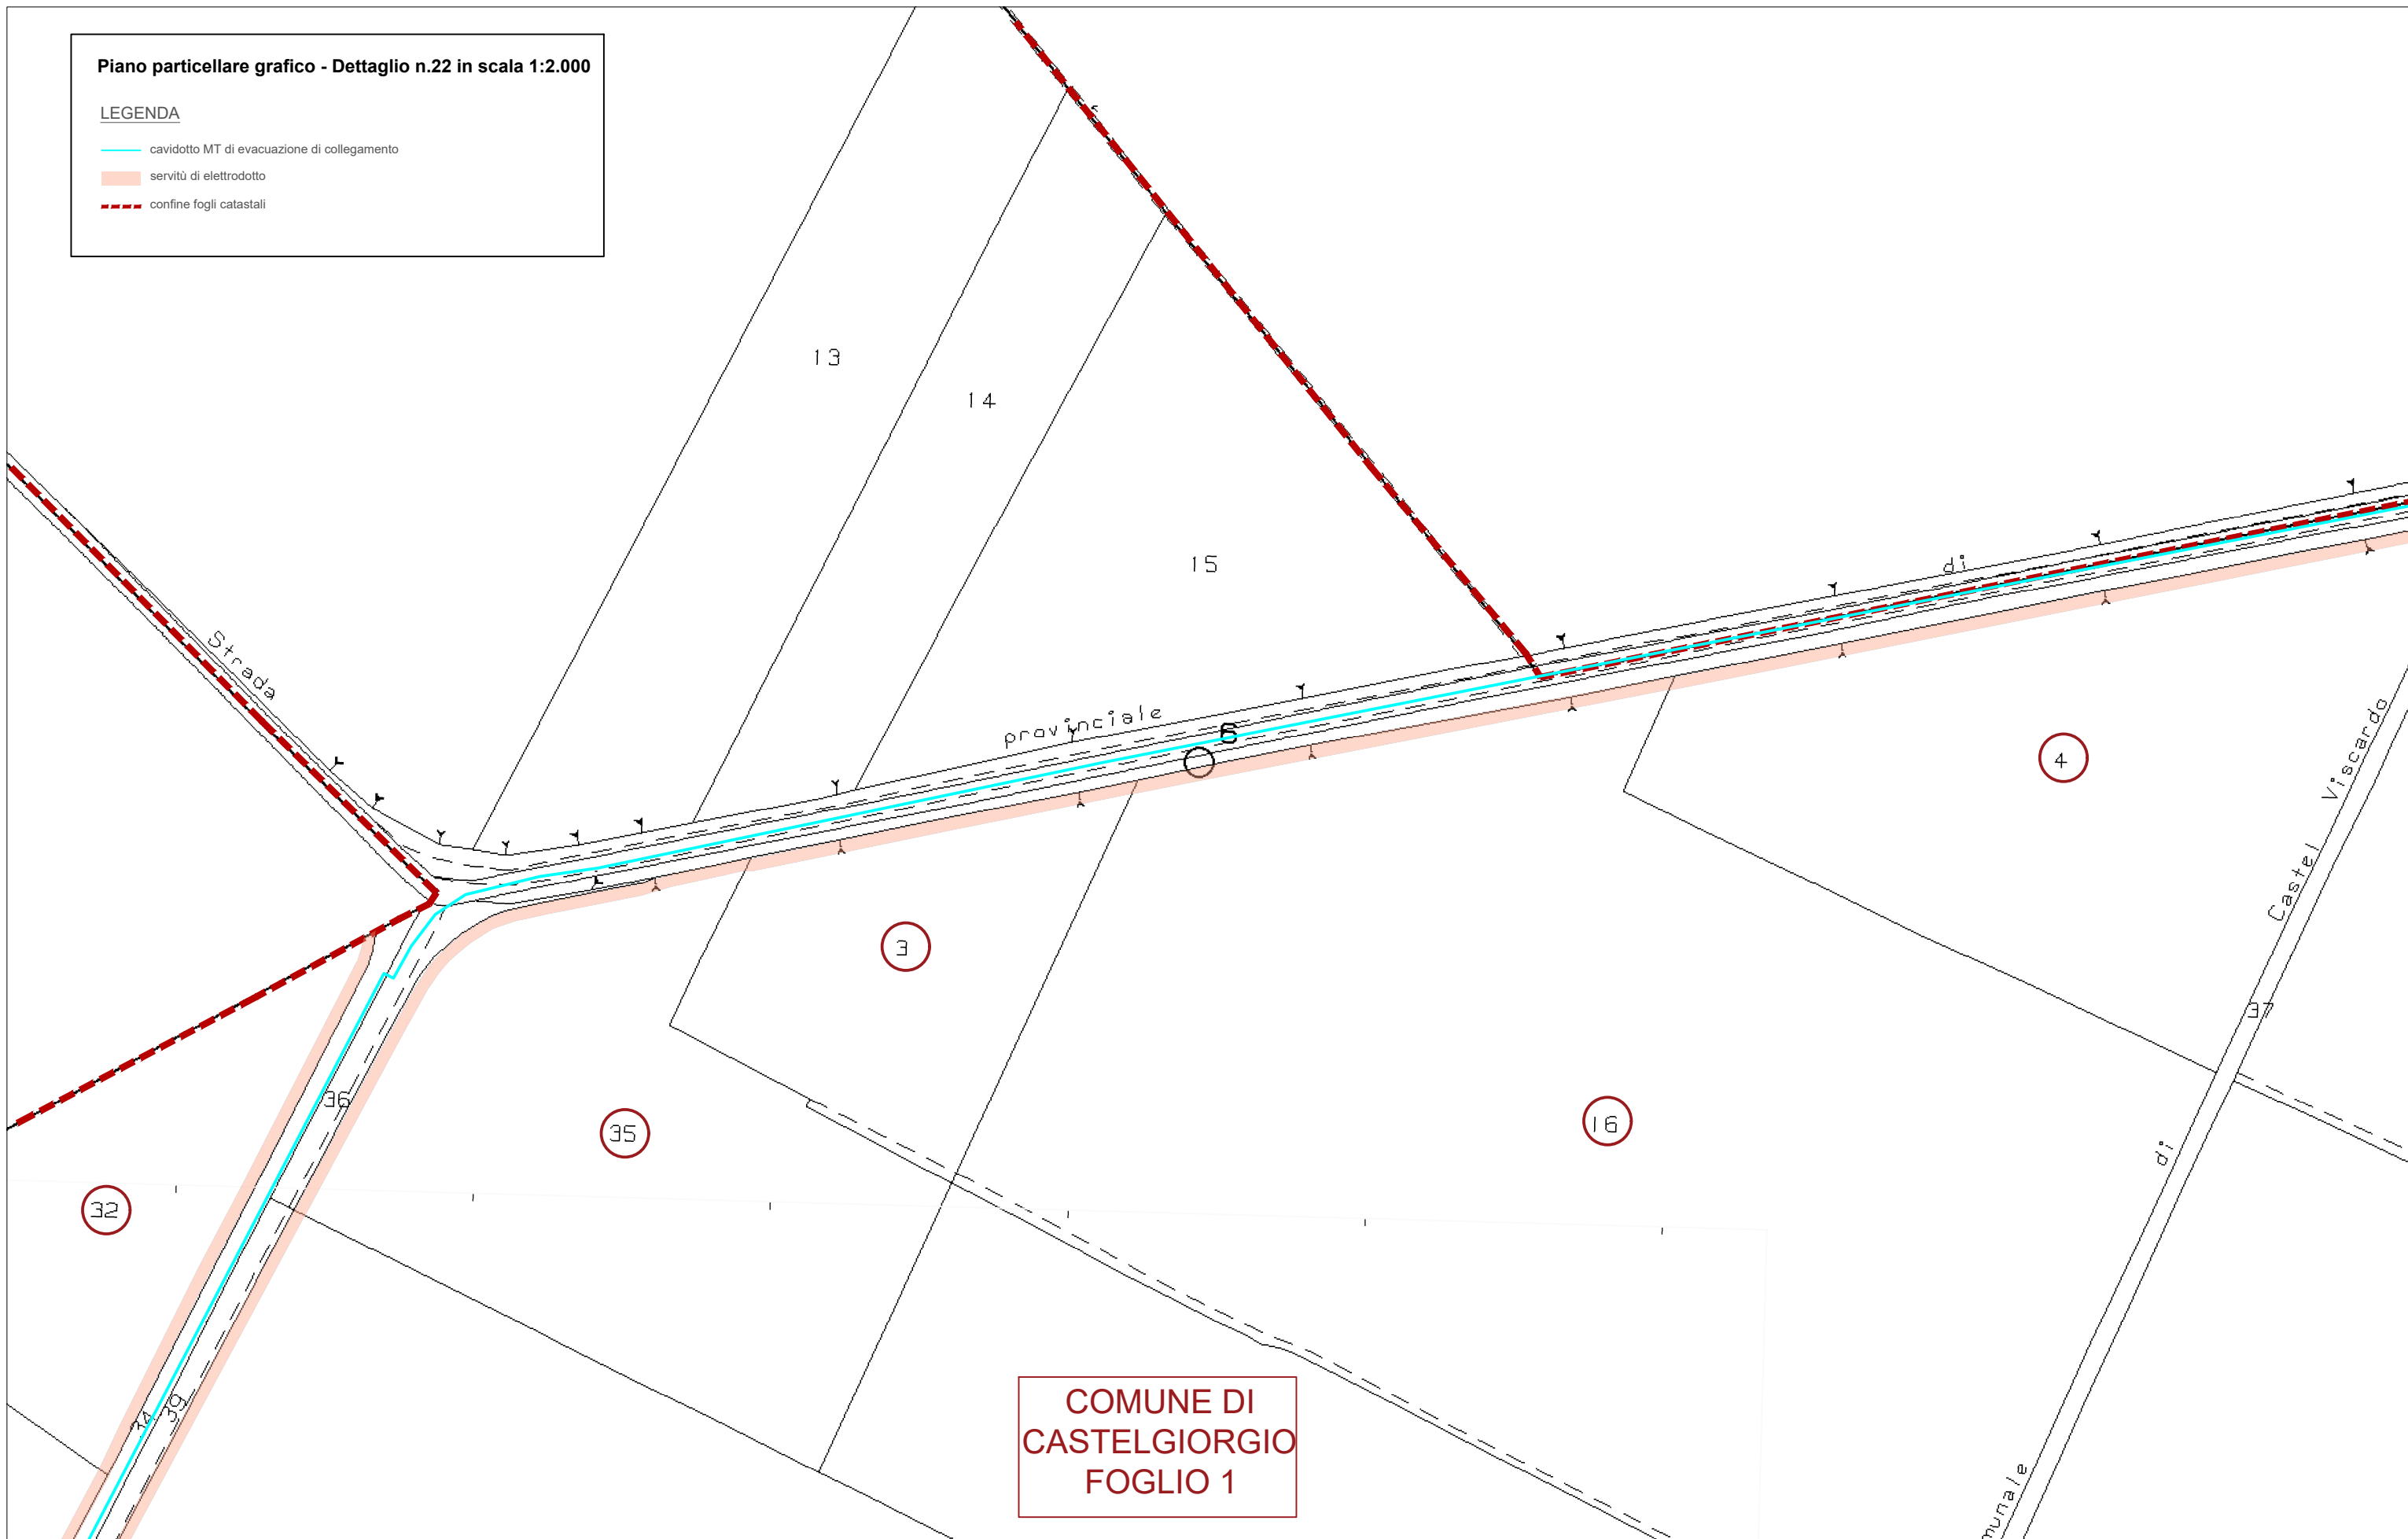 Piano particellare grafico - Dettaglio n.22 in scala 1:2.000
LEGENDA
cavidotto MT di evacuazione di collegamento
servitù di elettrodotto
confine fogli catastali
13
14
15
Strada
provinciale
di
6
4
3
Castel Viscardo
37
36
35
16
32
di
34
39
COMUNE DI
CASTELGIORGIO
FOGLIO 1